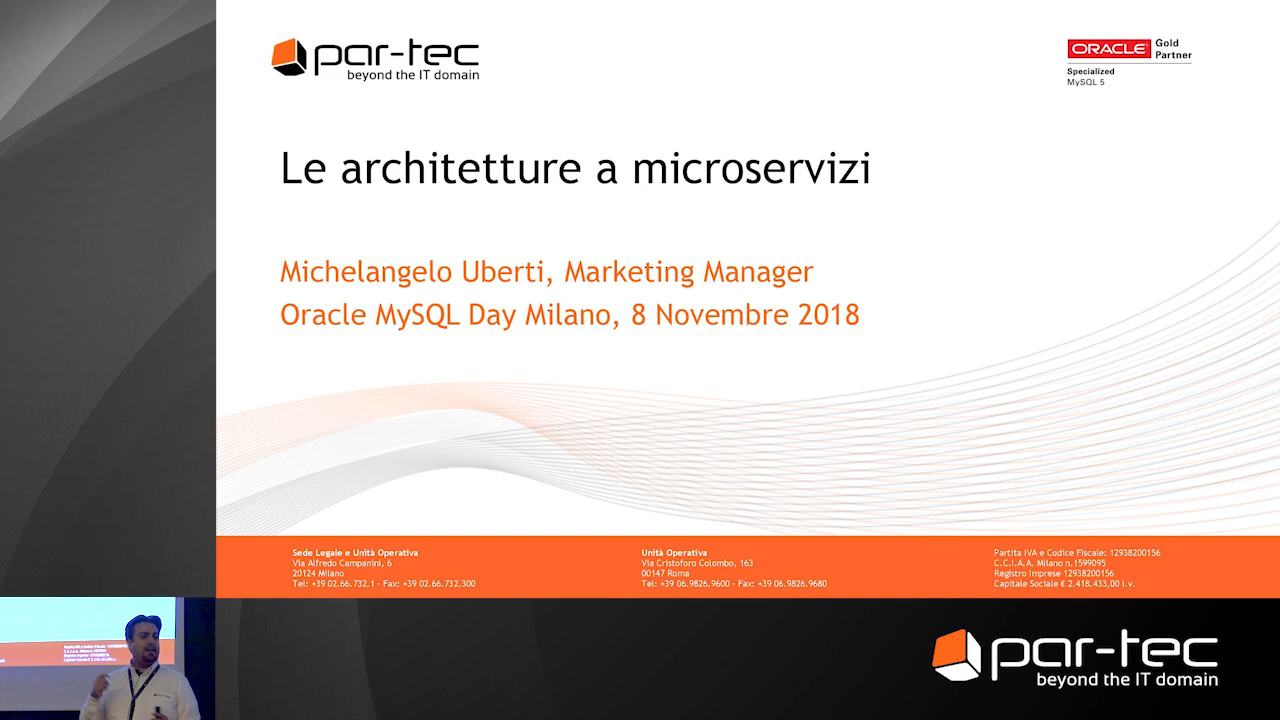 par-tec
beyond the IT domain
ORACLE Gold Partner
Specialized
MySQL 5
Le architetture a microservizi
Michelangelo Uberti, Marketing Manager
Oracle MySQL Day Milano, 8 Novembre 2018
Sede Legale e Unità Operativa
Via Alfredo Campanini, 6
20124 Milano
Tel: +39 02.66.732.1 - Fax: +39 02.66.732.300
Unità Operativa
Via Cristoforo Colombo, 163
00147 Roma
Tel: +39 06.9826.9600 - Fax: +39 06.9826.9680
Partita IVA e Codice Fiscale: 12938200156
C.C.I.A.A. Milano n.1599095
Registro Imprese 12938200156
Capitale Sociale € 2.418.433,00 i.v.
par-tec
beyond the IT domain